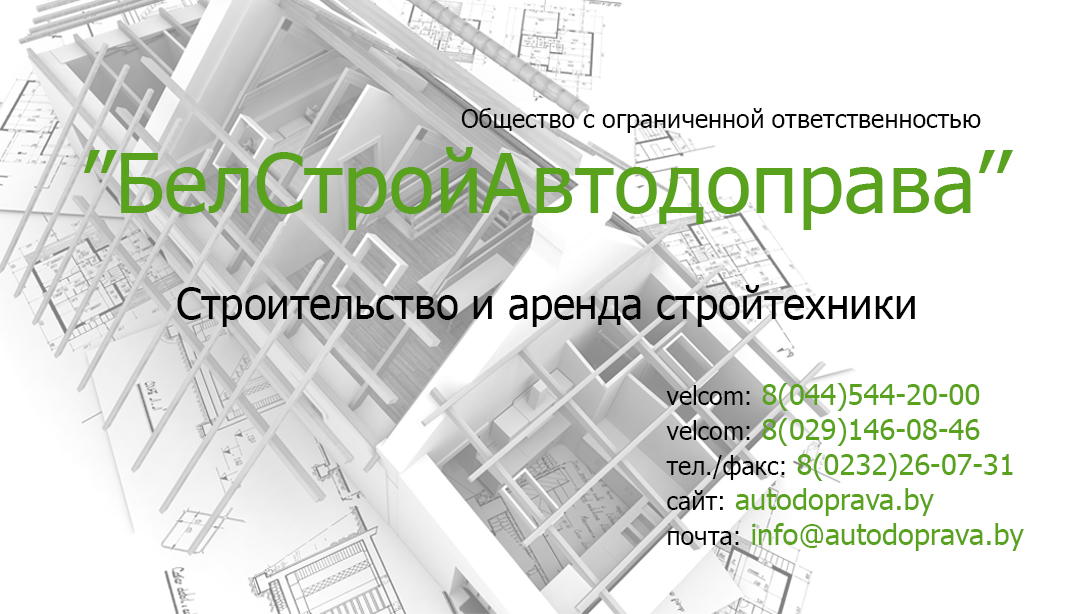 Общество с ограниченной ответственностью
"БелСтройАвтодоправа"
Строительство и аренда стройтехники
velcom: 8(044)544-20-00
velcom: 8(029)146-08-46
тел./факс: 8(0232)26-07-31
сайт: autodoprava.by
почта: info@autodoprava.by